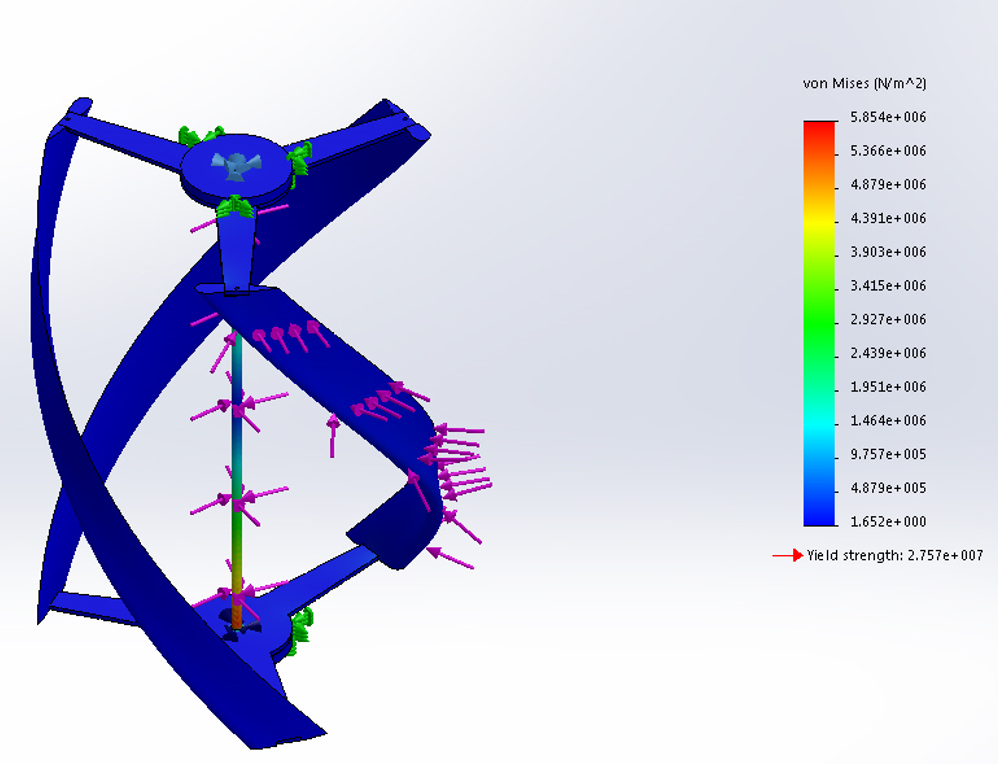 von Mises (N/m^2)
5.854e+006
5.366e+006
4.879e+006
4.391e+006
3.903e+006
3.415e+006
2.927e+006
2.439e+006
1.951e+006
1.464e+006
9.757e+005
4.879e+005
1.652e+000
Yield strength: 2.757e+007